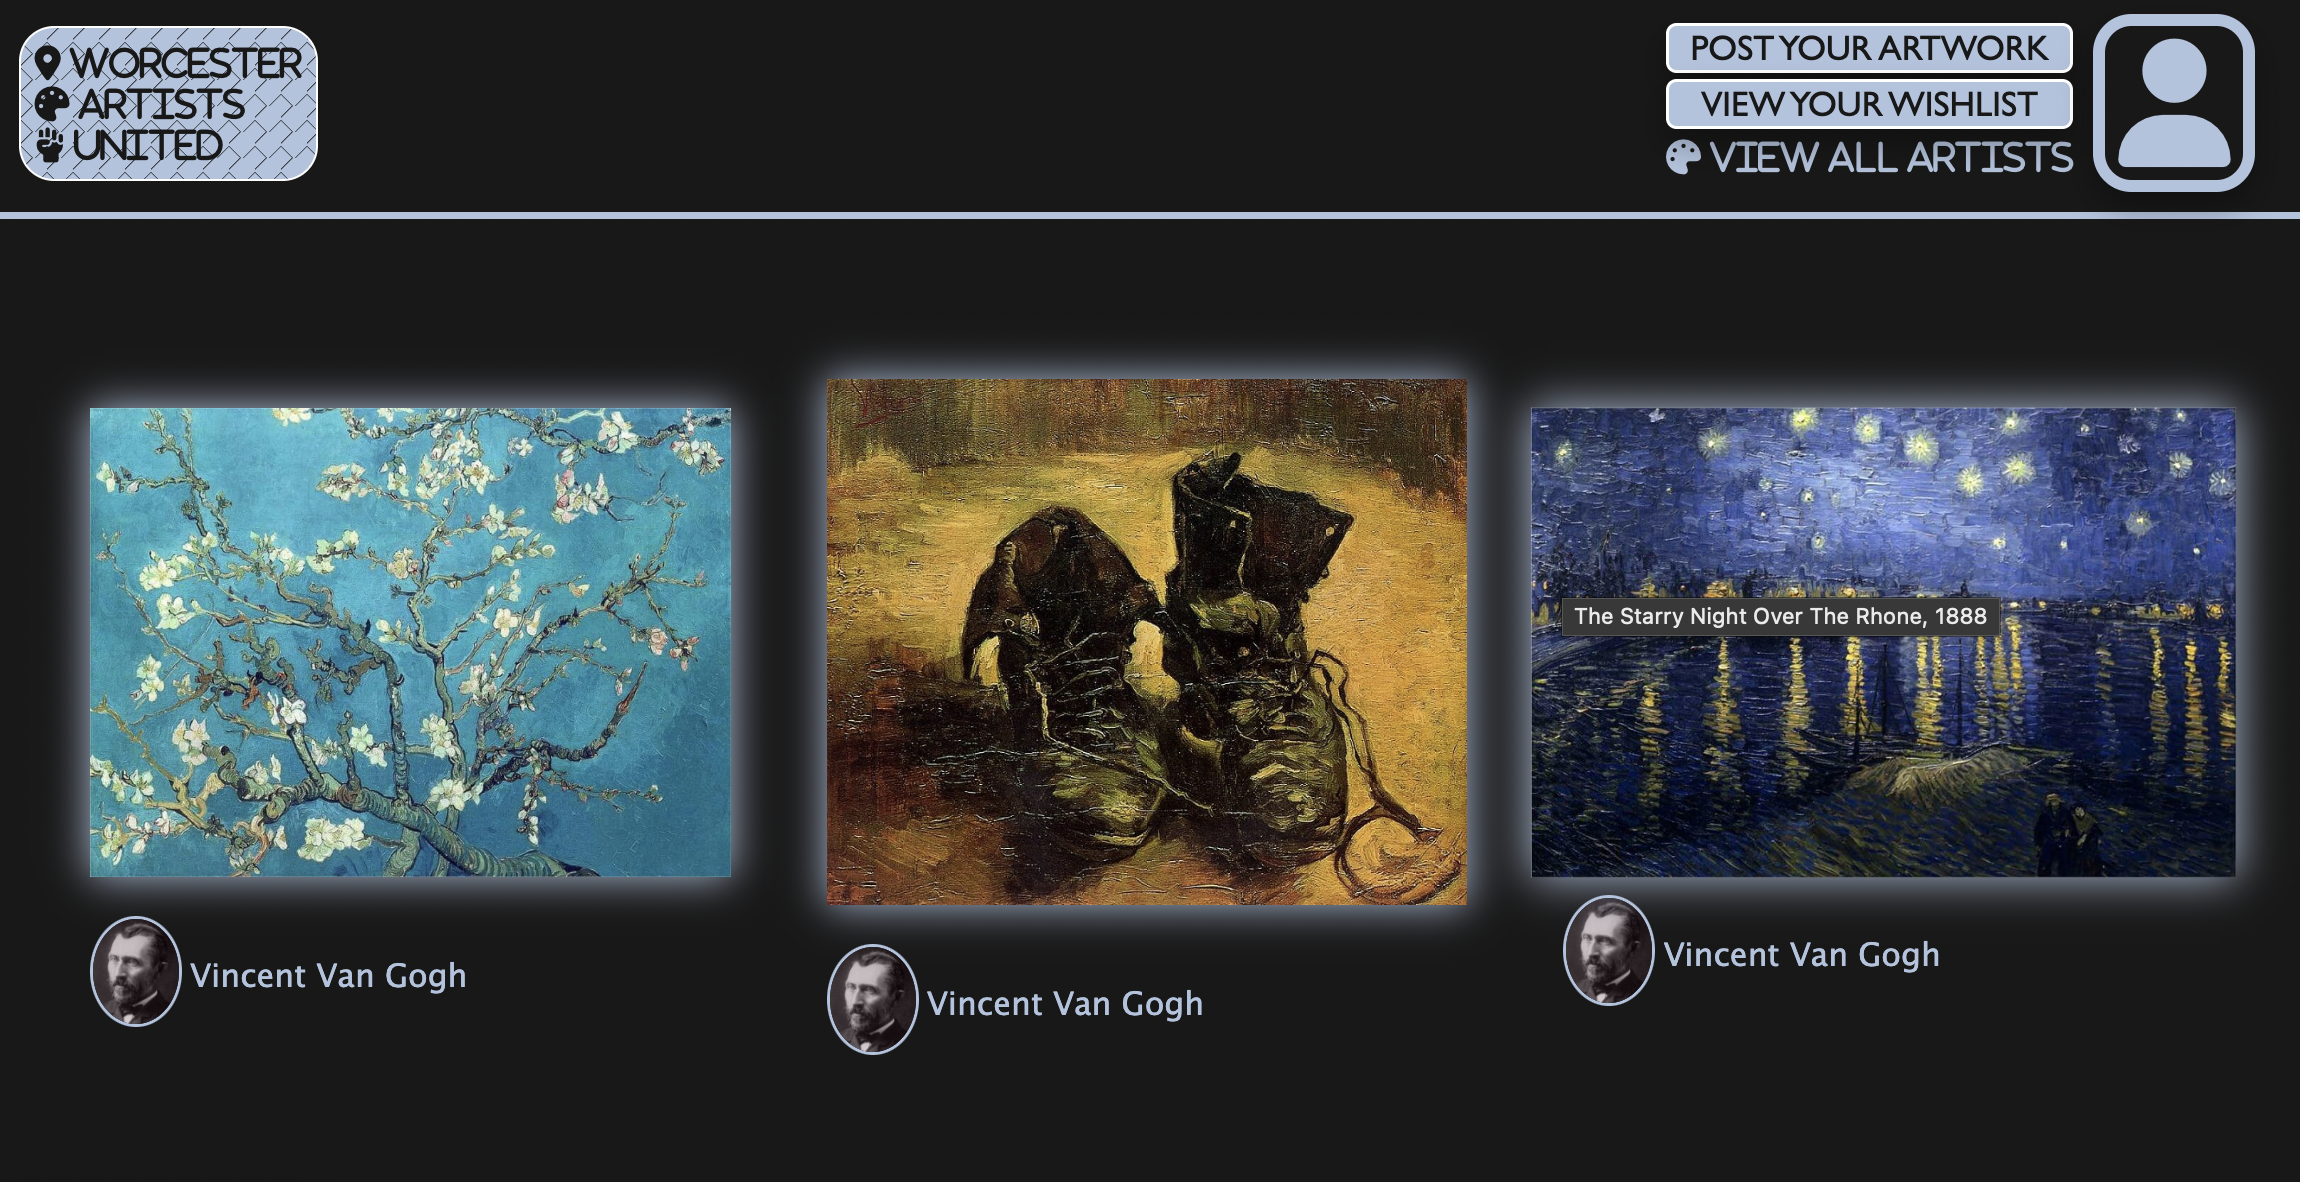 WORCESTER
ARTISTS
UNITED
POST YOUR ARTWORK
VIEW YOUR WISHLIST
VIEW ALL ARTISTS
The Starry Night Over The Rhone, 1888
Vincent Van Gogh
Vincent Van Gogh
Vincent Van Gogh